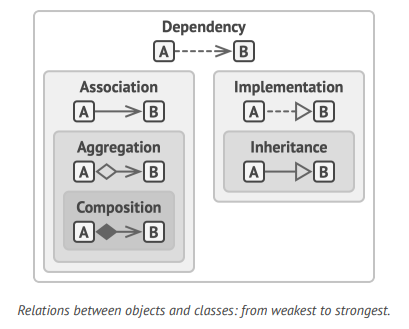 Dependency
A B
Association
A B
Aggregation
A B
Composition
A B
Implementation
A B
Inheritance
A B
Relations between objects and classes: from weakest to strongest.